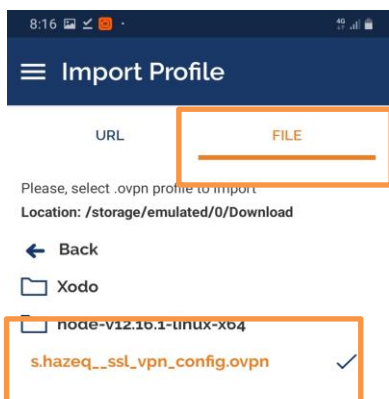 8:16
4G
Import Profile
URL FILE
Please, select .ovpn profile to import
Location: /storage/emulated/0/Download
Back
Xodo
node-v12.16.1-linux-x64
s.hazeq__ssl_vpn_config.ovpn